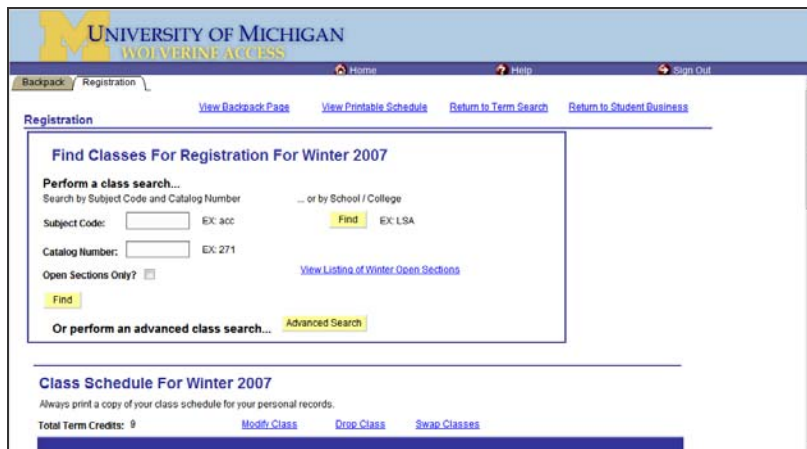 UNIVERSITY OF MICHIGAN
WOLVERINE ACCESS
Home Help Sign Out
Backpack Registration
View Backpack Page View Printable Schedule Return to Term Search Return to Student Business
Registration
Find Classes For Registration For Winter 2007
Perform a class search...
Search by Subject Code and Catalog Number ... or by School / College
Subject Code: EX: acc Find EX: LSA
Catalog Number: EX: 271
Open Sections Only? View Listing of Winter Open Sections
Find
Or perform an advanced class search... Advanced Search
Class Schedule For Winter 2007
Always print a copy of your class schedule for your personal records.
Total Term Credits: 9 Modify Class Drop Class Swap Classes